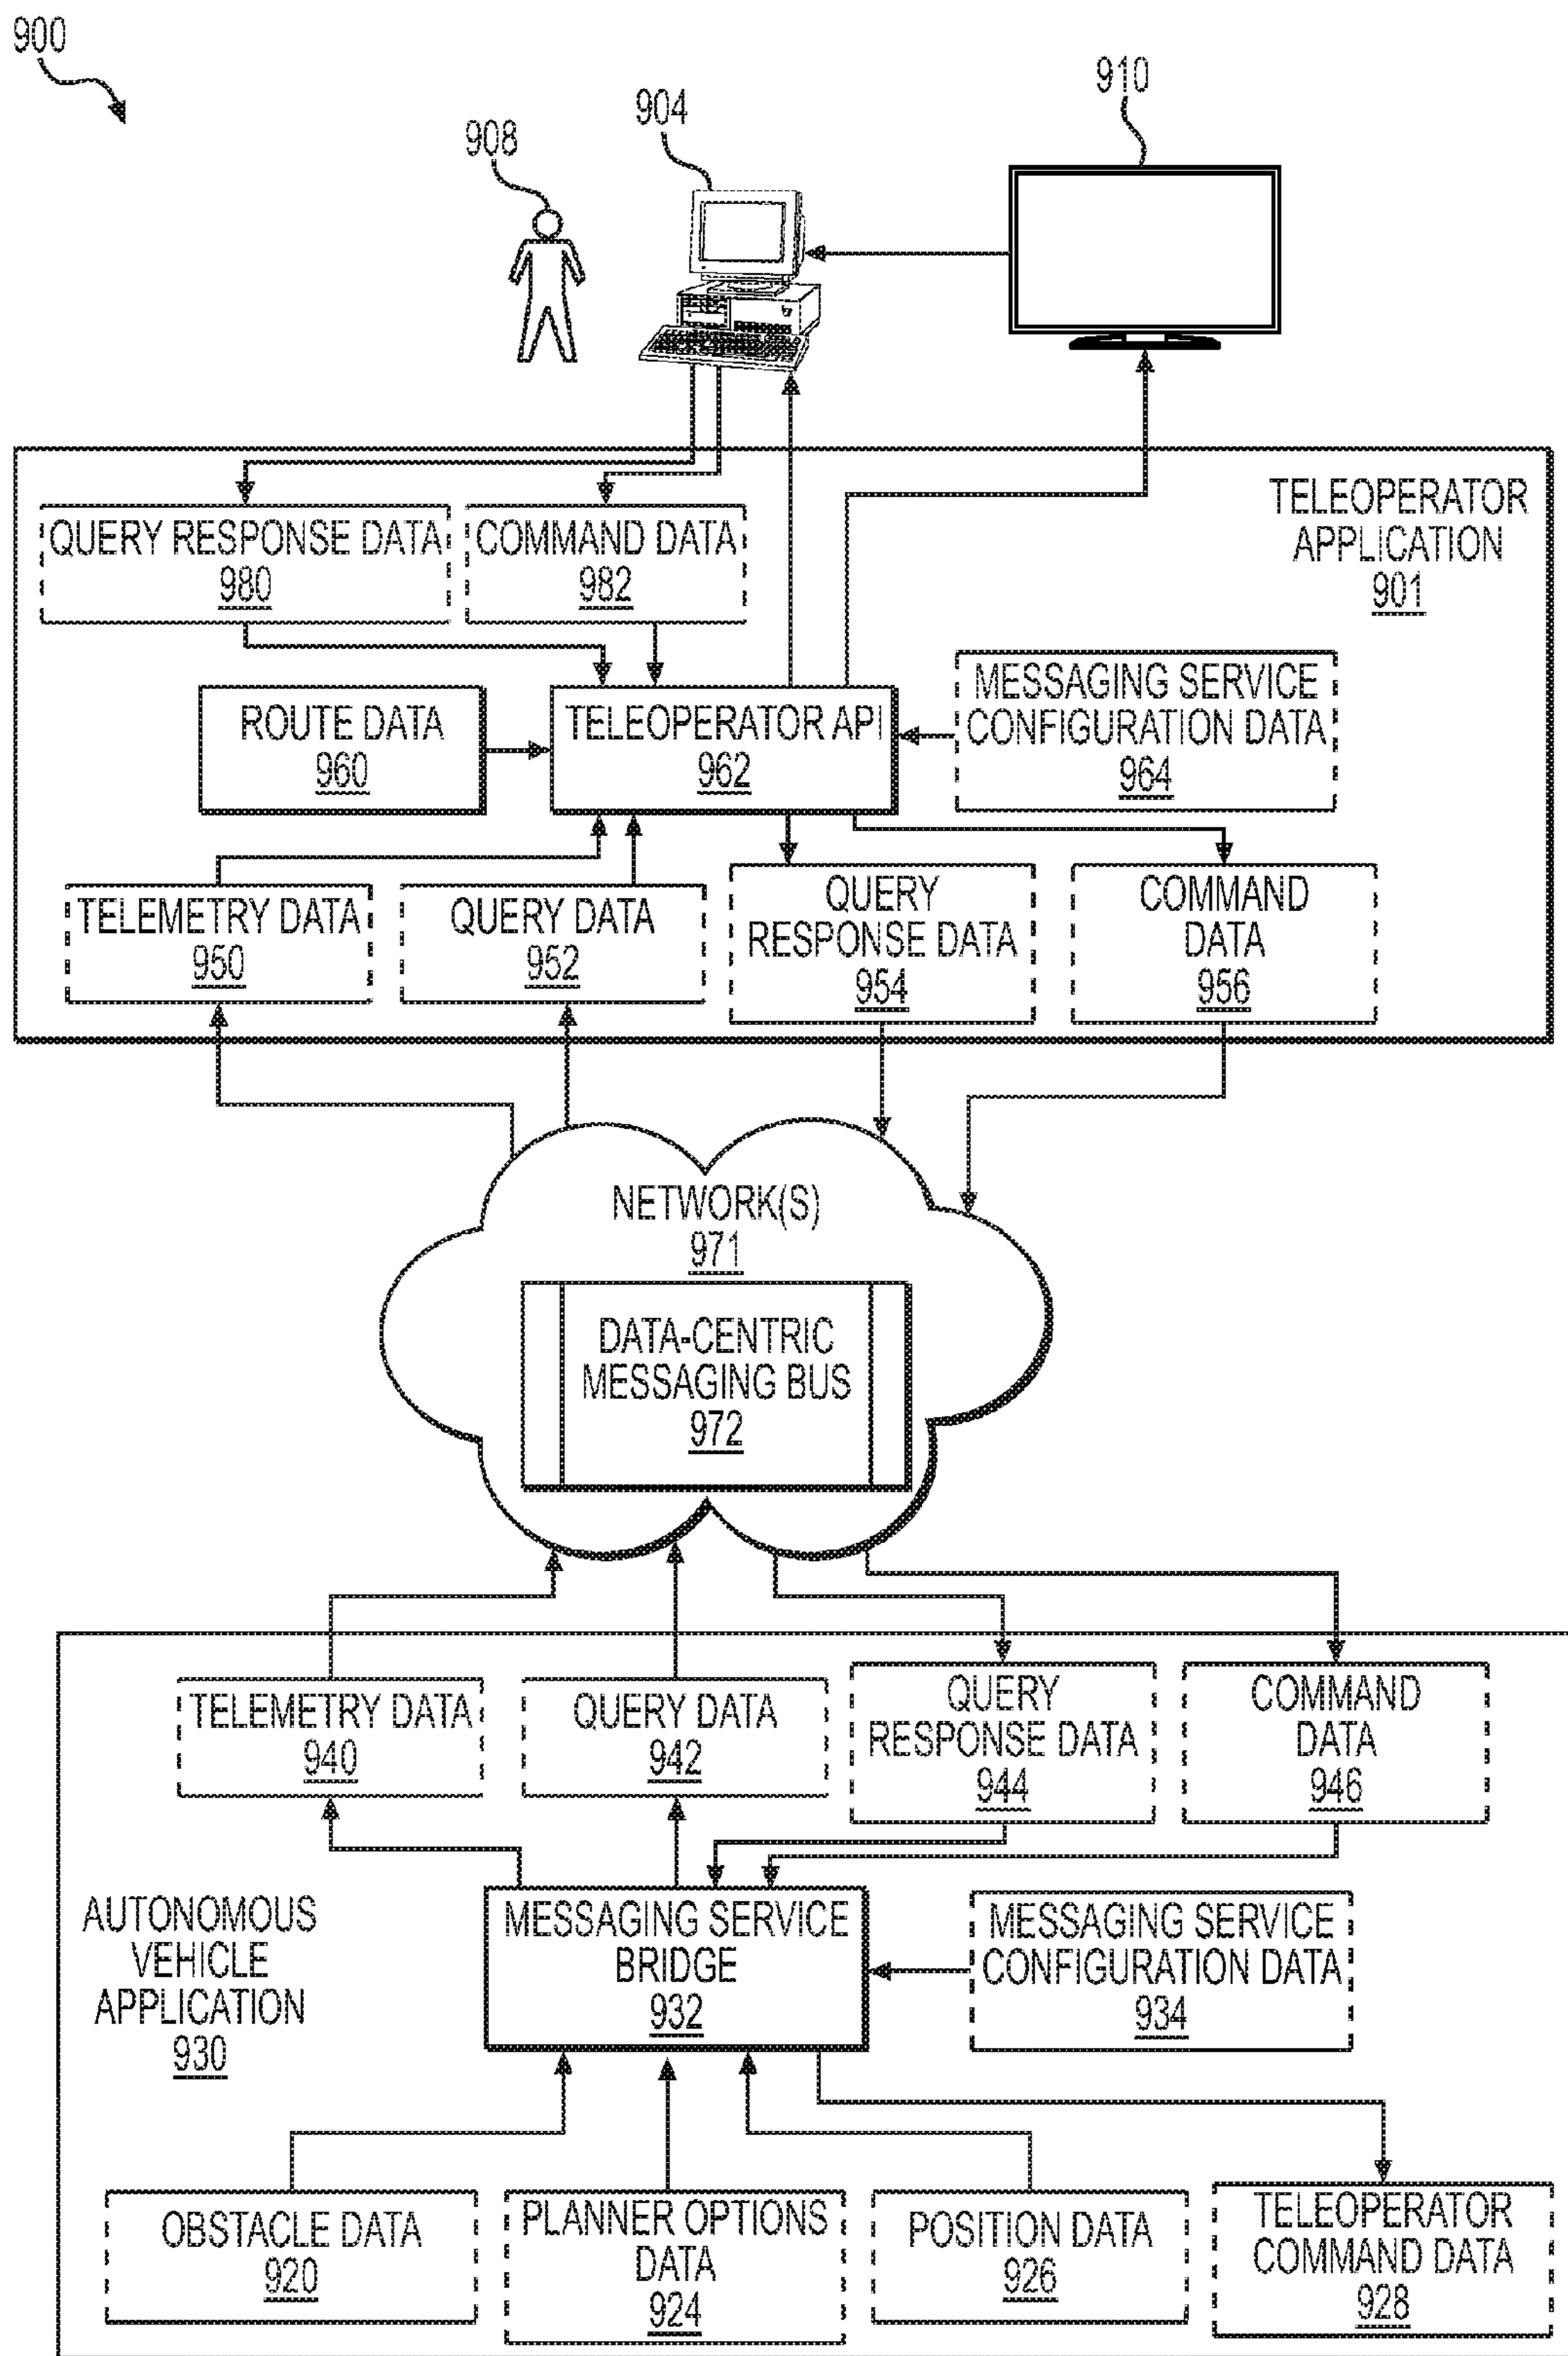 900
910
904
908
TELEOPERATOR
APPLICATION
901
QUERY RESPONSE DATA
980
COMMAND DATA
982
MESSAGING SERVICE
CONFIGURATION DATA
964
ROUTE DATA
960
TELEOPERATOR API
962
TELEMETRY DATA
950
QUERY DATA
952
QUERY
RESPONSE DATA
954
COMMAND
DATA
956
NETWORK(S)
971
DATA-CENTRIC
MESSAGING BUS
972
TELEMETRY DATA
940
QUERY DATA
942
QUERY
RESPONSE DATA
944
COMMAND
DATA
946
AUTONOMOUS
VEHICLE
APPLICATION
930
MESSAGING SERVICE
BRIDGE
932
MESSAGING SERVICE
CONFIGURATION DATA
934
OBSTACLE DATA
920
PLANNER OPTIONS
DATA
924
POSITION DATA
926
TELEOPERATOR
COMMAND DATA
928